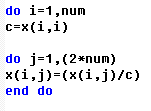 do i=1,num
c=x(i,i)
do j=1,(2*num)
x(i,j)=(x(i,j)/c)
end do